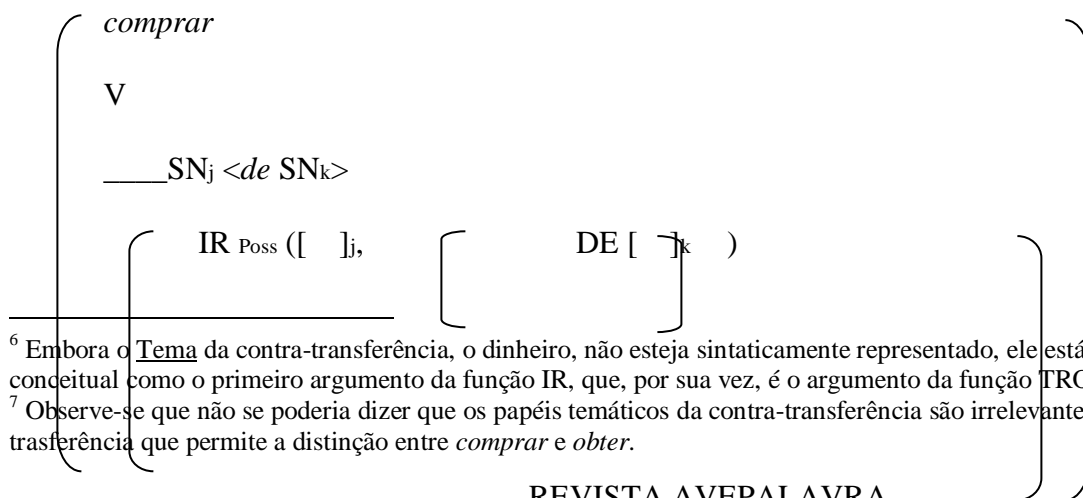 comprar
V
____SNj <de SNk>
IR Poss ([ ]j, [ DE [ ]k ] )
6 Embora o Tema da contra-transferência, o dinheiro, não esteja sintaticamente representado, ele está
conceitual como o primeiro argumento da função IR, que, por sua vez, é o argumento da função
7 Observe-se que não se poderia dizer que os papéis temáticos da contra-transferência são
trasferência que permite a distinção entre comprar e obter.
REVISTA AVEPALAVRA